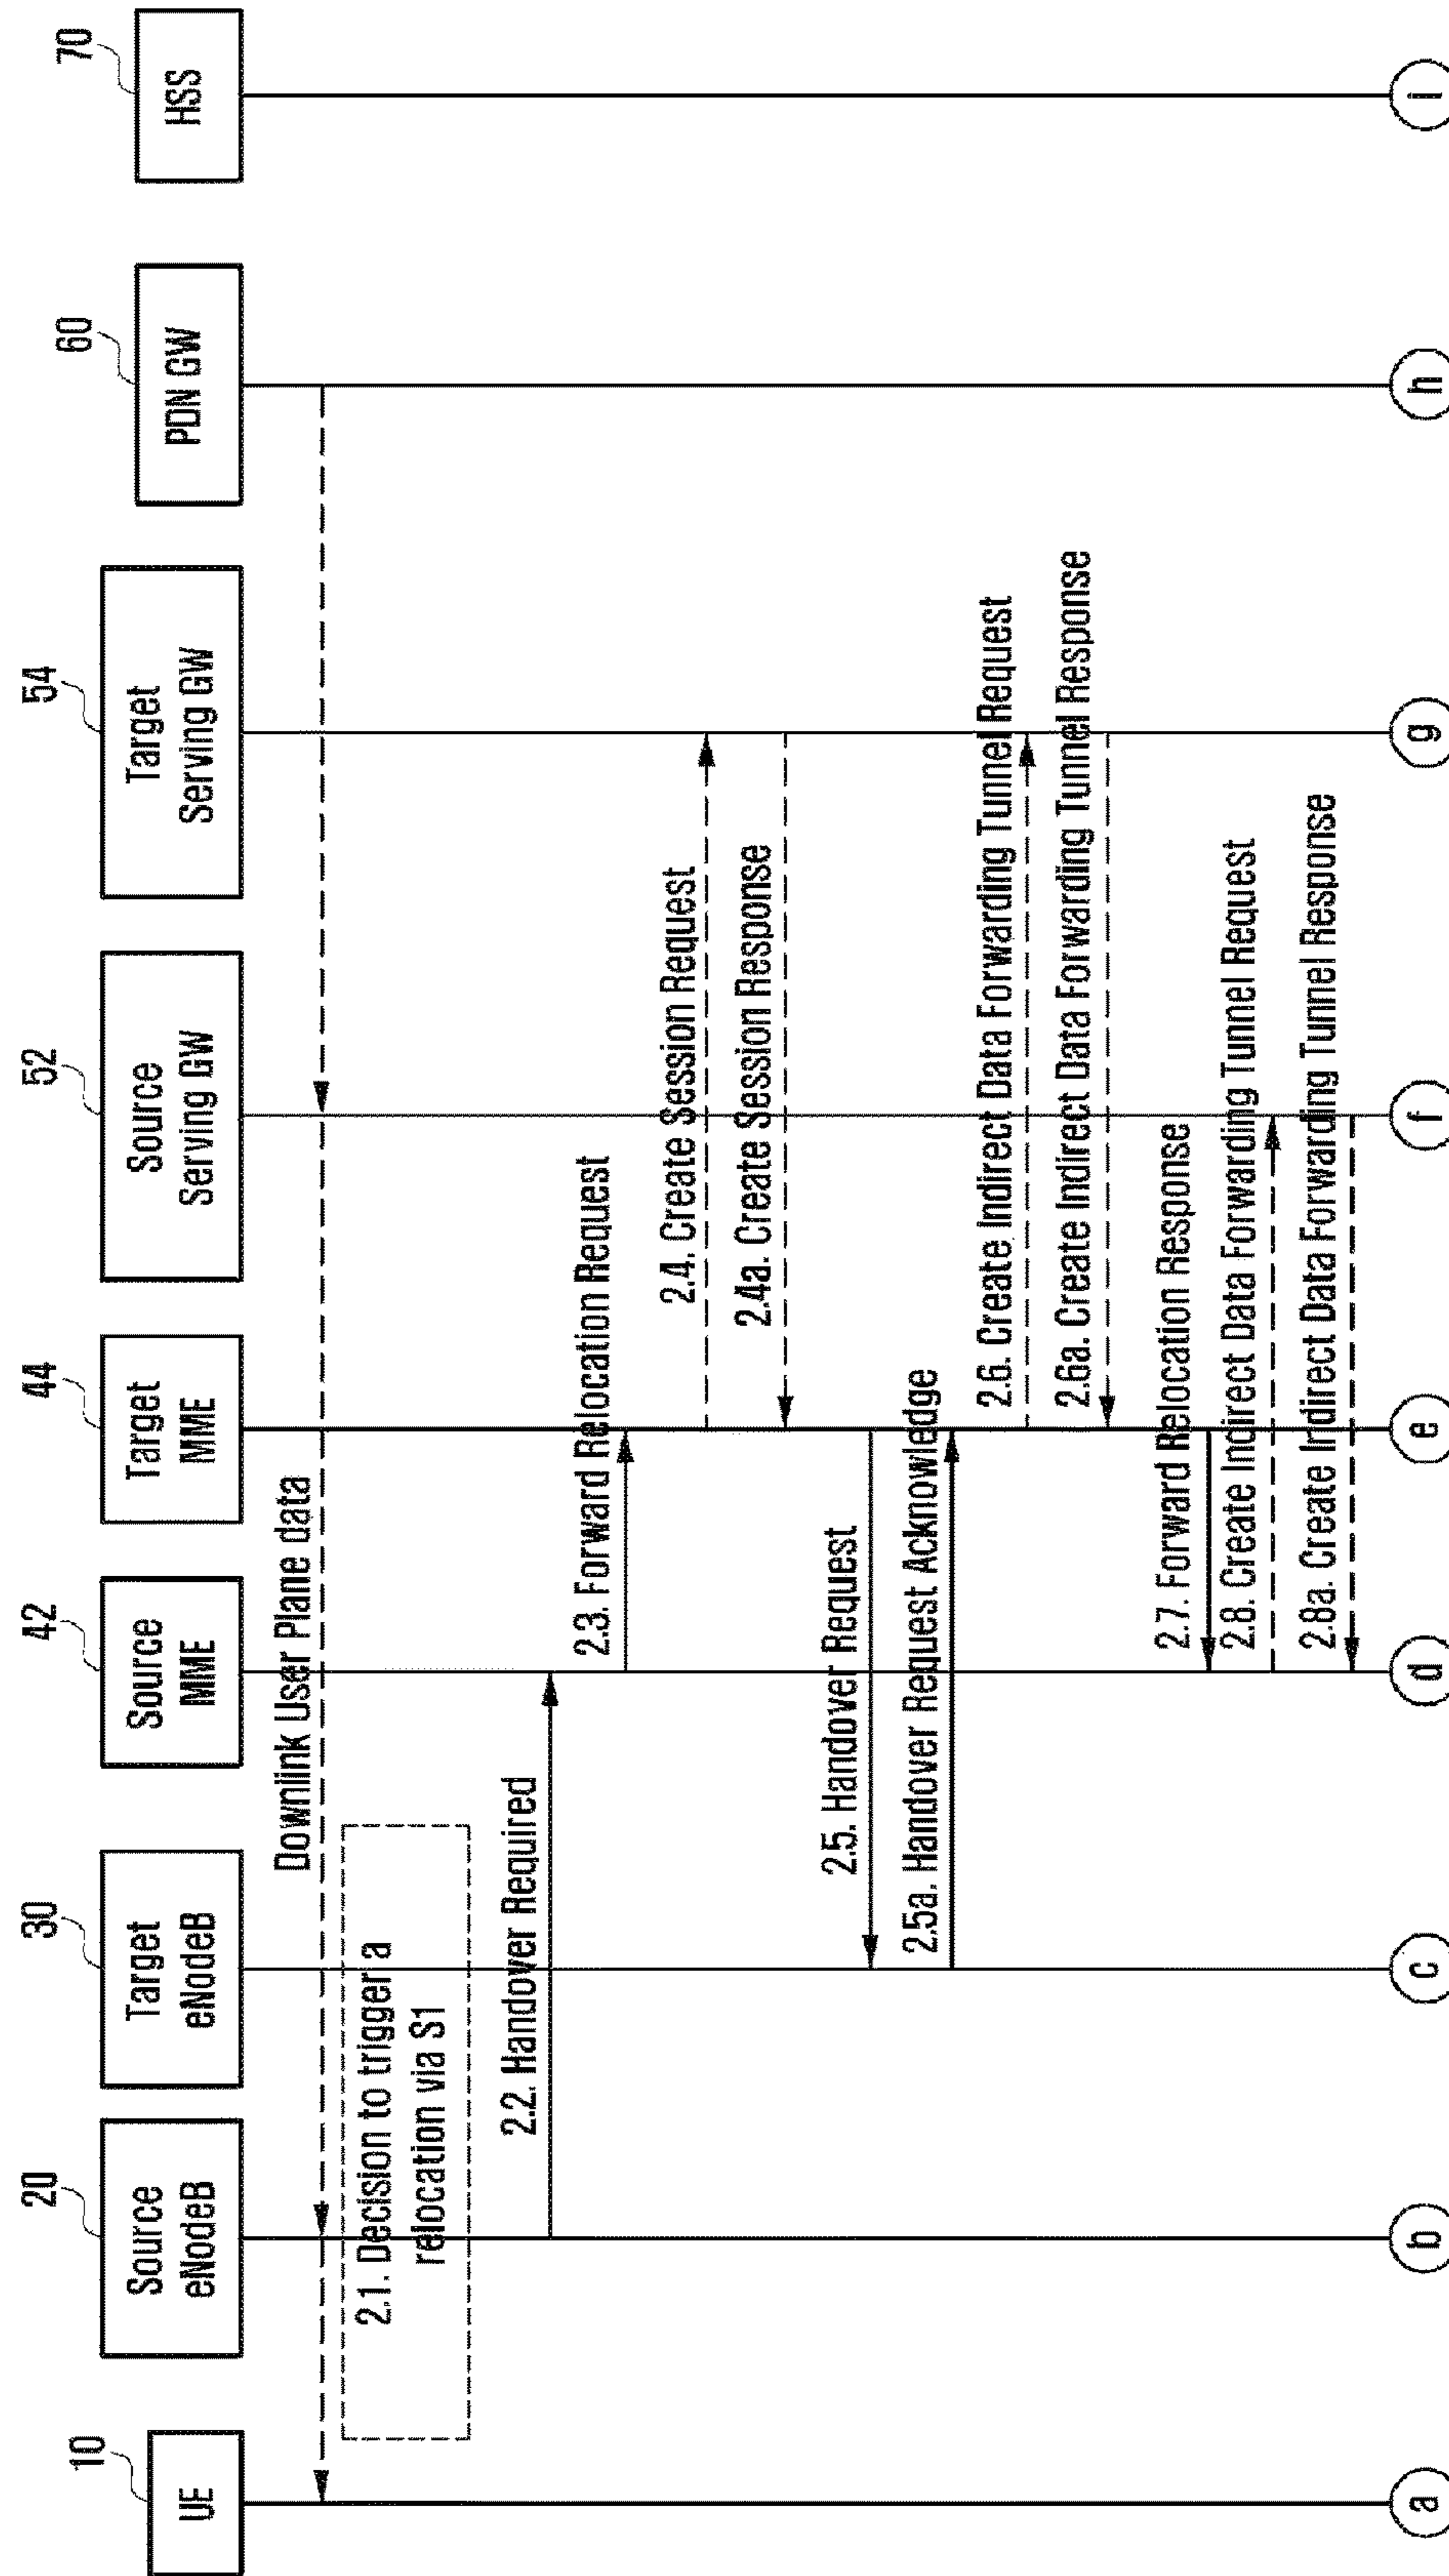 10
20
30
42
44
52
54
60
70
UE
Source
eNodeB
Target
eNodeB
Source
MME
Target
MME
Source
Serving GW
Target
Serving GW
PDN GW
HSS
Downlink User Plane data
2.1. Decision to trigger a
relocation via S1
2.2. Handover Required
2.3. Forward Relocation Request
2.4. Create Session Request
2.4a. Create Session Response
2.5. Handover Request
2.5a. Handover Request Acknowledge
2.6. Create Indirect Data Forwarding Tunnel Request
2.6a. Create Indirect Data Forwarding Tunnel Response
2.7. Forward Relocation Response
2.8. Create Indirect Data Forwarding Tunnel Request
2.8a. Create Indirect Data Forwarding Tunnel Response
a
b
c
d
e
f
g
h
i